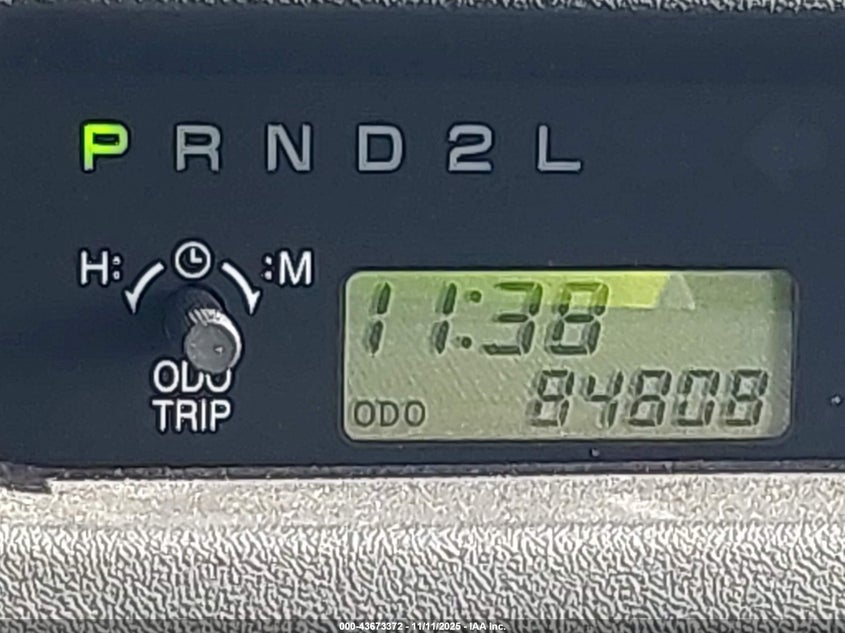 P R N D 2 L
H: :M
11:38
ODO
TRIP
ODO 84808
000-43673372 - 11/11/2025 - IAA Inc.